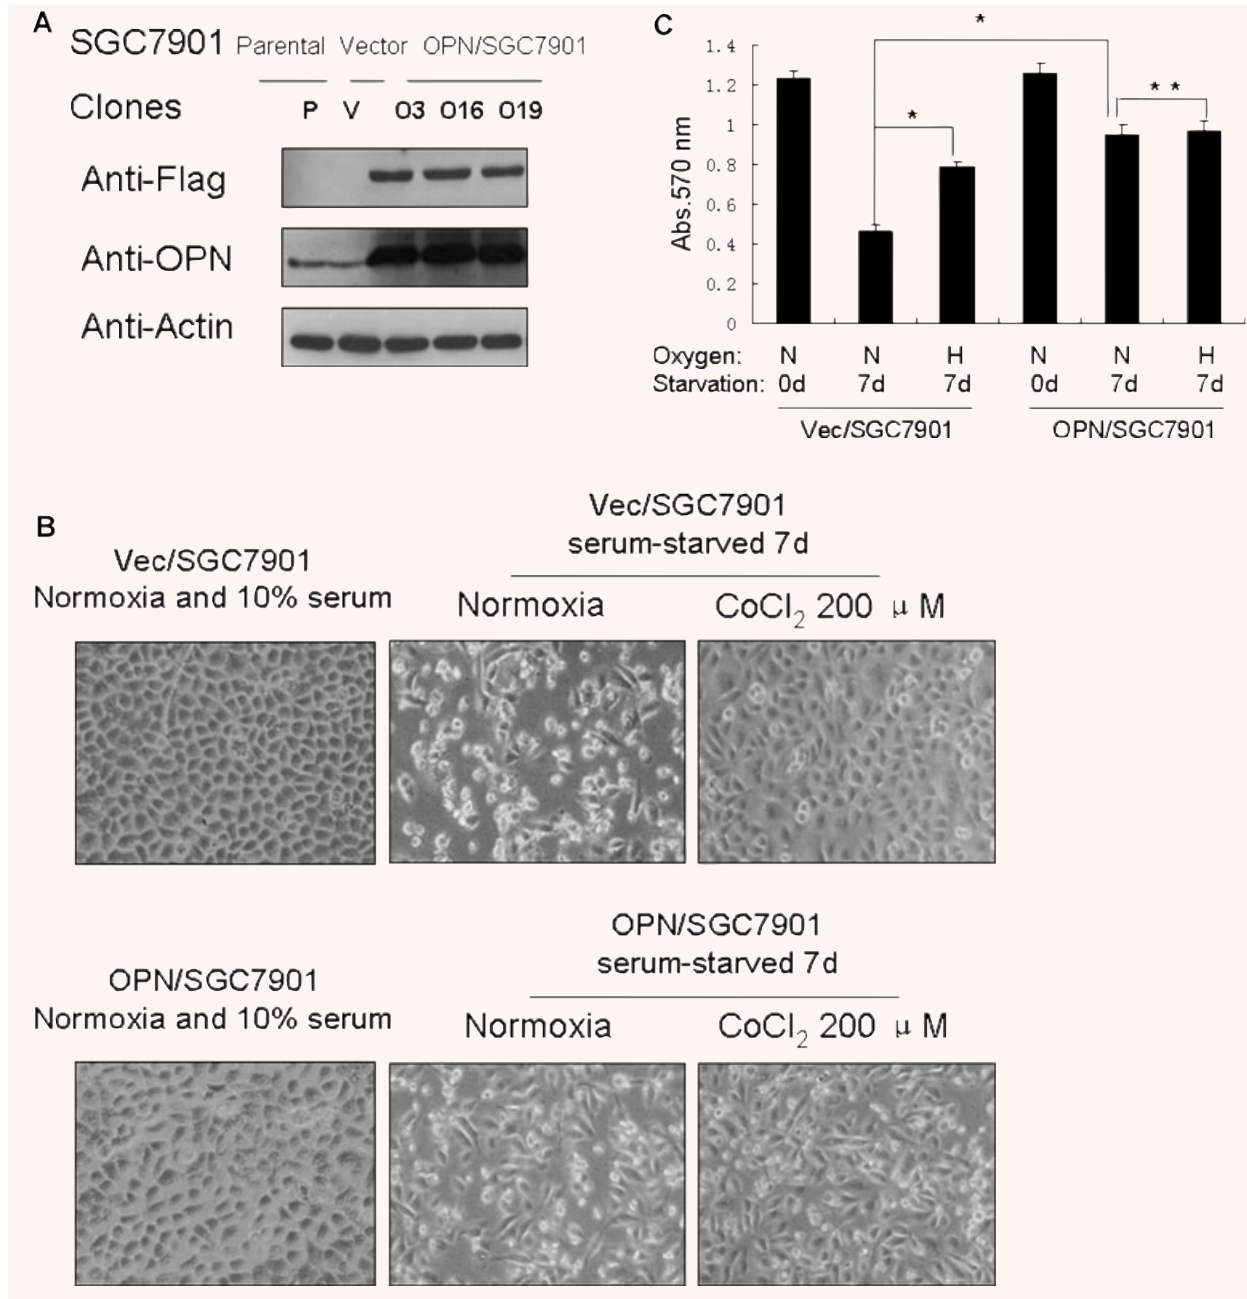 A
SGC7901 Parental Vector OPN/SGC7901
Clones P V O3 O16 O19
Anti-Flag
Anti-OPN
Anti-Actin
C
*
* *
*
1.4
1.2
1
0.8
0.6
0.4
0.2
0
Abs.570 nm
Oxygen: N N H N N H
Starvation: 0d 7d 7d 0d 7d 7d
Vec/SGC7901 OPN/SGC7901
B
Vec/SGC7901
Normoxia and 10% serum
Vec/SGC7901
serum-starved 7d
Normoxia CoCl₂ 200 μM
OPN/SGC7901
Normoxia and 10% serum
OPN/SGC7901
serum-starved 7d
Normoxia CoCl₂ 200 μM